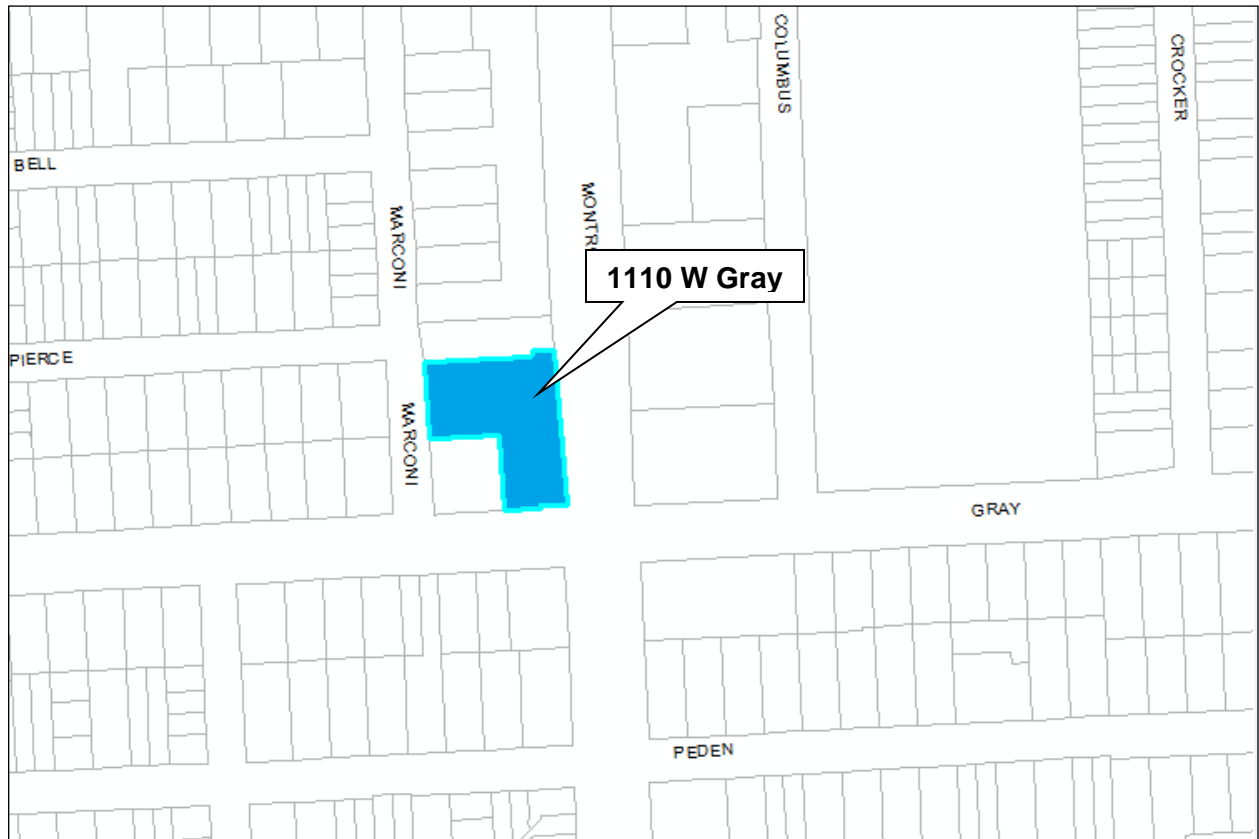 COLUMBUS
CROCKER
BELL
MARCONI
MONTR
1110 W Gray
PIERCE
MARCONI
GRAY
PEDEN